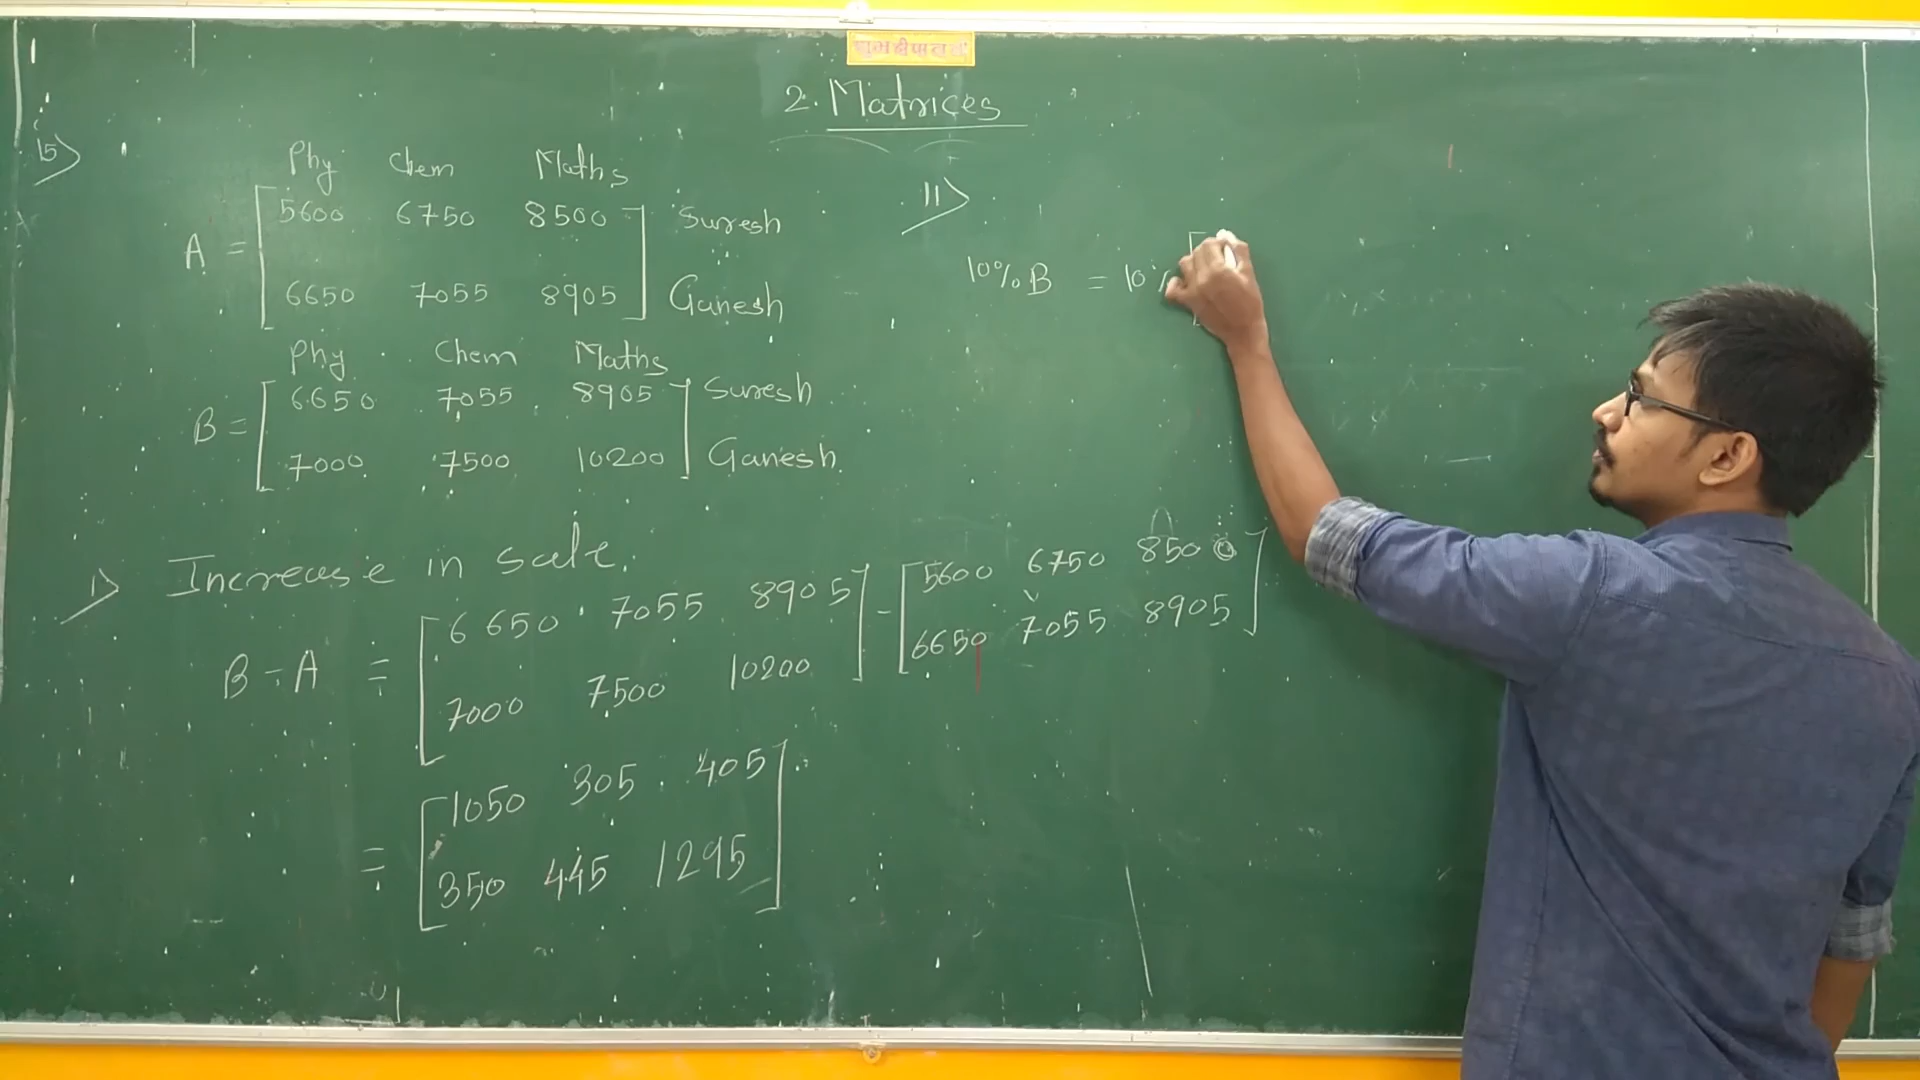 शुभ दीपावली
2. Matrices
15>
Phy Chem Maths
A = [5600 6750 8500] Suresh
[6650 7055 8905] Ganesh
Phy Chem Maths
B = [6650 7055 8905] Suresh
[7000 7500 10200] Ganesh
1> Increase in sale.
B - A = [6650 7055 8905] - [5600 6750 8500]
[7000 7500 10200] [6650 7055 8905]
= [1050 305 405]
[350 445 1295]
11>
10% B = 10% [